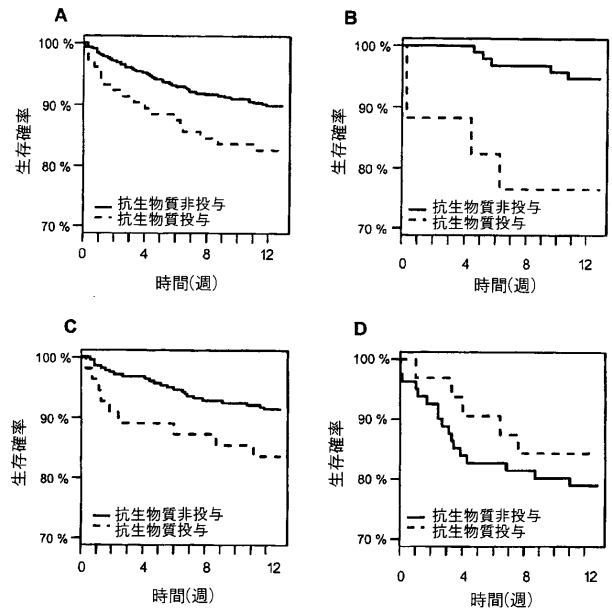 A
100 %
90 %
80 %
70 %
生存確率
抗生物質非投与
抗生物質投与
0
4
8
12
時間(週)
B
100 %
90 %
80 %
70 %
生存確率
抗生物質非投与
抗生物質投与
0
4
8
12
時間(週)
C
100 %
90 %
80 %
70 %
生存確率
抗生物質非投与
抗生物質投与
0
4
8
12
時間(週)
D
100 %
90 %
80 %
70 %
生存確率
抗生物質非投与
抗生物質投与
0
4
8
12
時間(週)